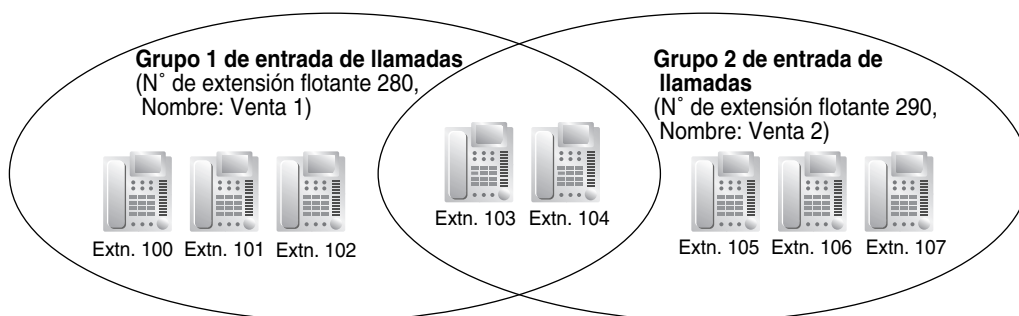 Grupo 1 de entrada de llamadas
(N˚ de extensión flotante 280,
Nombre: Venta 1)
Grupo 2 de entrada de
llamadas
(N˚ de extensión flotante 290,
Nombre: Venta 2)
Extn. 100 Extn. 101 Extn. 102
Extn. 103 Extn. 104
Extn. 105 Extn. 106 Extn. 107